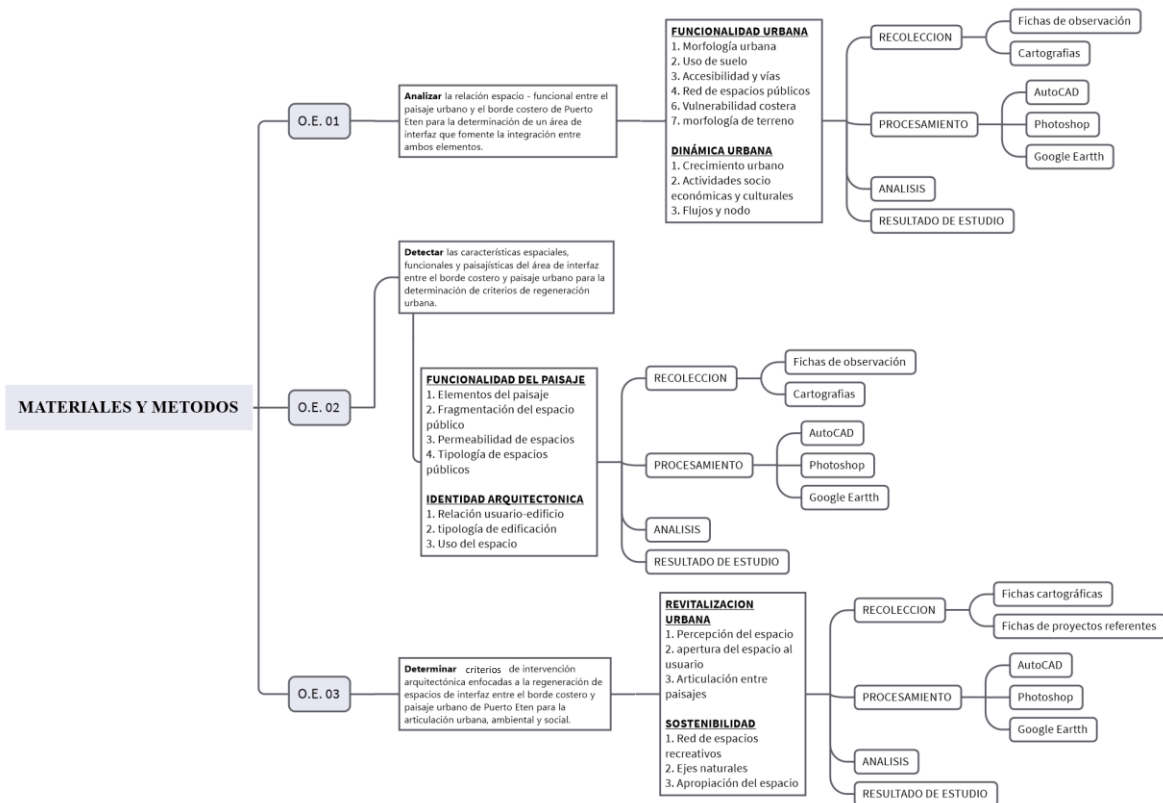 MATERIALES Y METODOS
O.E. 01
Analizar la relación espacio - funcional entre el
paisaje urbano y el borde costero de Puerto
Eten para la determinación de un área de
interfaz que fomente la integración entre
ambos elementos.
FUNCIONALIDAD URBANA
1. Morfología urbana
2. Uso de suelo
3. Accesibilidad y vías
4. Red de espacios públicos
6. Vulnerabilidad costera
7. morfología de terreno
DINÁMICA URBANA
1. Crecimiento urbano
2. Actividades socio
económicas y culturales
3. Flujos y nodo
RECOLECCION
Fichas de observación
Cartografias
PROCESAMIENTO
AutoCAD
Photoshop
Google Eartth
ANALISIS
RESULTADO DE ESTUDIO
O.E. 02
Detectar las características espaciales,
funcionales y paisajísticas del área de interfaz
entre el borde costero y paisaje urbano para la
determinación de criterios de regeneración
urbana.
FUNCIONALIDAD DEL PAISAJE
1. Elementos del paisaje
2. Fragmentación del espacio
público
3. Permeabilidad de espacios
4. Tipología de espacios
públicos
IDENTIDAD ARQUITECTONICA
1. Relación usuario-edificio
2. tipología de edificación
3. Uso del espacio
RECOLECCION
Fichas de observación
Cartografias
PROCESAMIENTO
AutoCAD
Photoshop
Google Eartth
ANALISIS
RESULTADO DE ESTUDIO
O.E. 03
Determinar criterios de intervención
arquitectónica enfocadas a la regeneración de
espacios de interfaz entre el borde costero y
paisaje urbano de Puerto Eten para la
articulación urbana, ambiental y social.
REVITALIZACION
URBANA
1. Percepción del espacio
2. apertura del espacio al
usuario
3. Articulación entre
paisajes
SOSTENIBILIDAD
1. Red de espacios
recreativos
2. Ejes naturales
3. Apropiación del espacio
RECOLECCION
Fichas cartográficas
Fichas de proyectos referentes
PROCESAMIENTO
AutoCAD
Photoshop
Google Eartth
ANALISIS
RESULTADO DE ESTUDIO